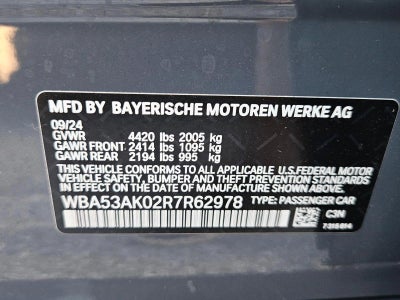 MFD BY BAYERISCHE MOTOREN WERKE AG
09/24
GVWR 4420 lbs 2005 kg
GAWR FRONT 2414 lbs 1095 kg
GAWR REAR 2194 lbs 995 kg
THIS VEHICLE CONFORMS TO ALL APPLICABLE U.S. FEDERAL MOTOR
VEHICLE SAFETY, BUMPER, AND THEFT PREVENTION STANDARDS
IN EFFECT ON THE DATE OF MANUFACTURE SHOWN ABOVE.
WBA53AK02R7R62978 TYPE: PASSENGER CAR
C3N
7316014